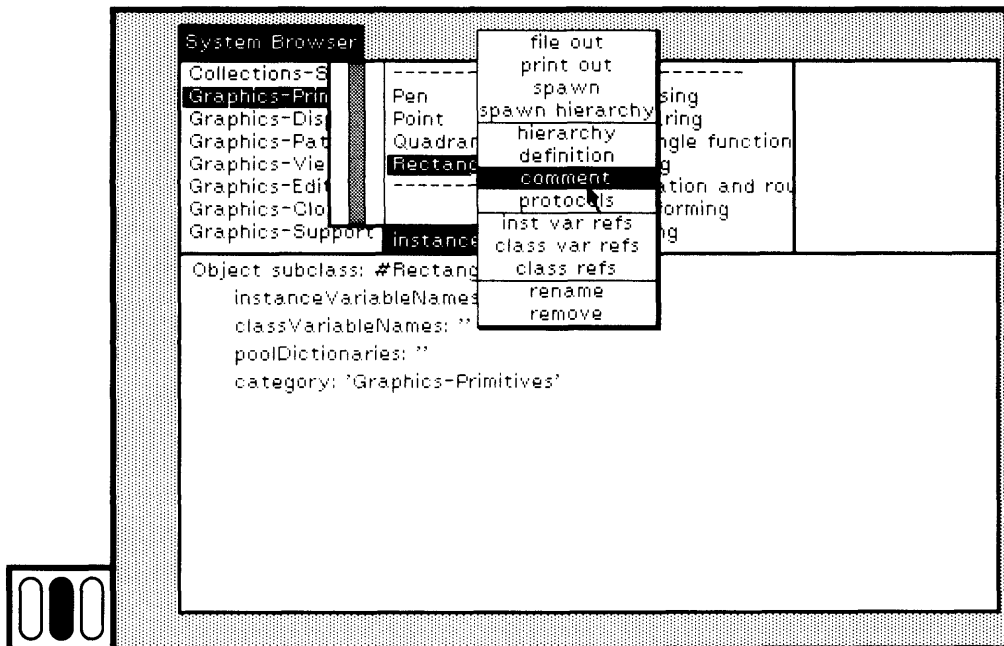 System Browser
Collections-S
Graphics-Prim
Graphics-Disp
Graphics-Pat
Graphics-Vie
Graphics-Edit
Graphics-Clo
Graphics-Support
------
Pen
Point
Quadran
Rectang
------
instance
file out
print out
spawn
spawn hierarchy
hierarchy
definition
comment
protocols
inst var refs
class var refs
class refs
rename
remove
------
sing
ring
ngle function
g
ation and rou
orming
ng
Object subclass: #Rectang
instanceVariableNames
classVariableNames: ''
poolDictionaries: ''
category: 'Graphics-Primitives'